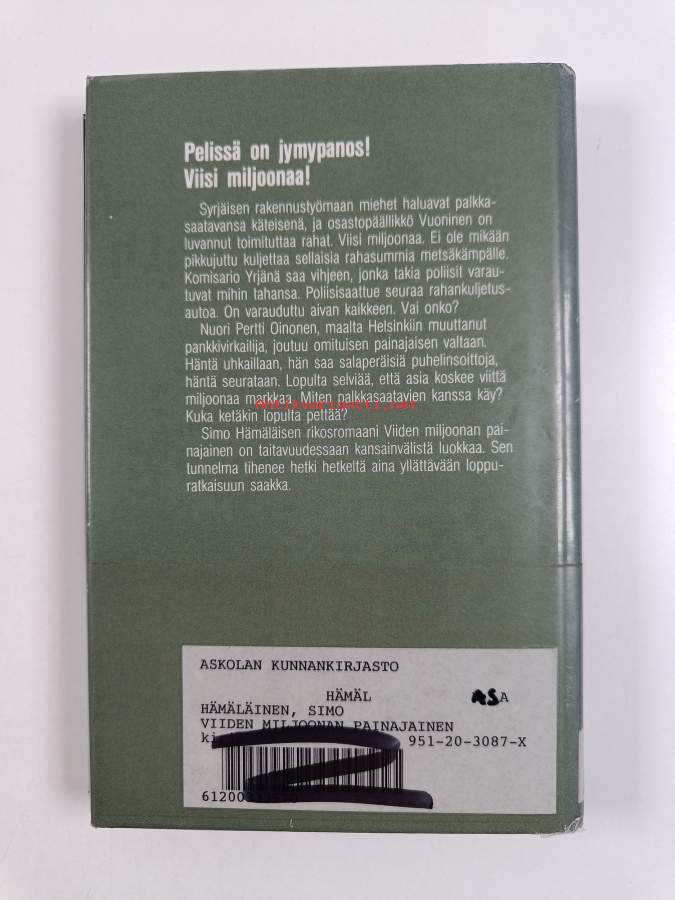 Pelissä on jymypanos!
Viisi miljoonaa!
Syrjäisen rakennustyömaan miehet haluavat palkka-
saatavansa käteisenä, ja osastopäällikkö Vuoninen on
luvannut toimituttaa rahat. Viisi miljoonaa. Ei ole mikään
pikkujuttu kuljettaa sellaisia rahasummia metsäkämpälle.
Komisario Yrjänä saa vihjeen, jonka takia poliisit varau-
tuvat mihin tahansa. Poliisisaattue seuraa rahankuljetus-
autoa. On varauduttu aivan kaikkeen. Vai onko?
Nuori Pertti Oinonen, maalta Helsinkiin muuttanut
pankkivirkailija, joutuu omituisen painajaisen valtaan.
Häntä uhkaillaan, hän saa salaperäisiä puhelinsoittoja,
häntä seurataan. Lopulta selviää, että asia koskee viittä
miljoonaa markkaa. Miten palkkasaatavien kanssa käy?
Antikvariaatti.net
Kuka ketäkin lopulta pettää?
Simo Hämäläisen rikosromaani Viiden miljoonan pai-
najainen on taitavuudessaan kansainvälistä luokkaa. Sen
tunnelma tihenee hetki hetkeltä aina yllättävään loppu-
ratkaisuun saakka.
ASKOLAN KUNNANKIRJASTO
HÄMÄL ASA
HÄMÄLÄINEN, SIMO
VIIDEN MILJOONAN PAINAJAINEN
951-20-3087-X
61200